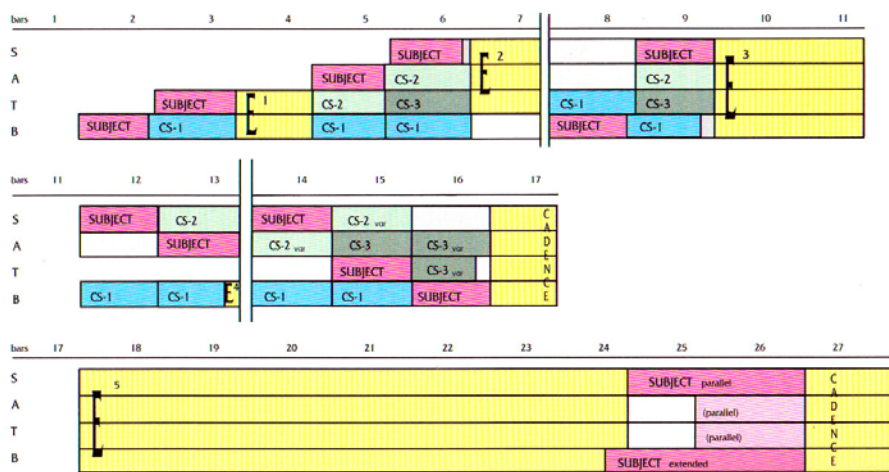 bars 1 2 3 4 5 6 7 8 9 10 11
S SUBJECT 2 SUBJECT 3
A SUBJECT CS-2 E CS-2
T SUBJECT 1 CS-2 CS-3 CS-1 CS-3 E
B SUBJECT CS-1 E CS-1 CS-1 SUBJECT CS-1
bars 11 12 13 14 15 16 17
S SUBJECT CS-2 SUBJECT CS-2 var
A SUBJECT CS-2 var CS-3 CS-3 var
T SUBJECT CS-3 var
B CS-1 CS-1 E 4 CS-1 CS-1 SUBJECT
CADENCE
bars 17 18 19 20 21 22 23 24 25 26 27
S 5 SUBJECT parallel
A (parallel)
T E (parallel)
B SUBJECT extended
CADENCE